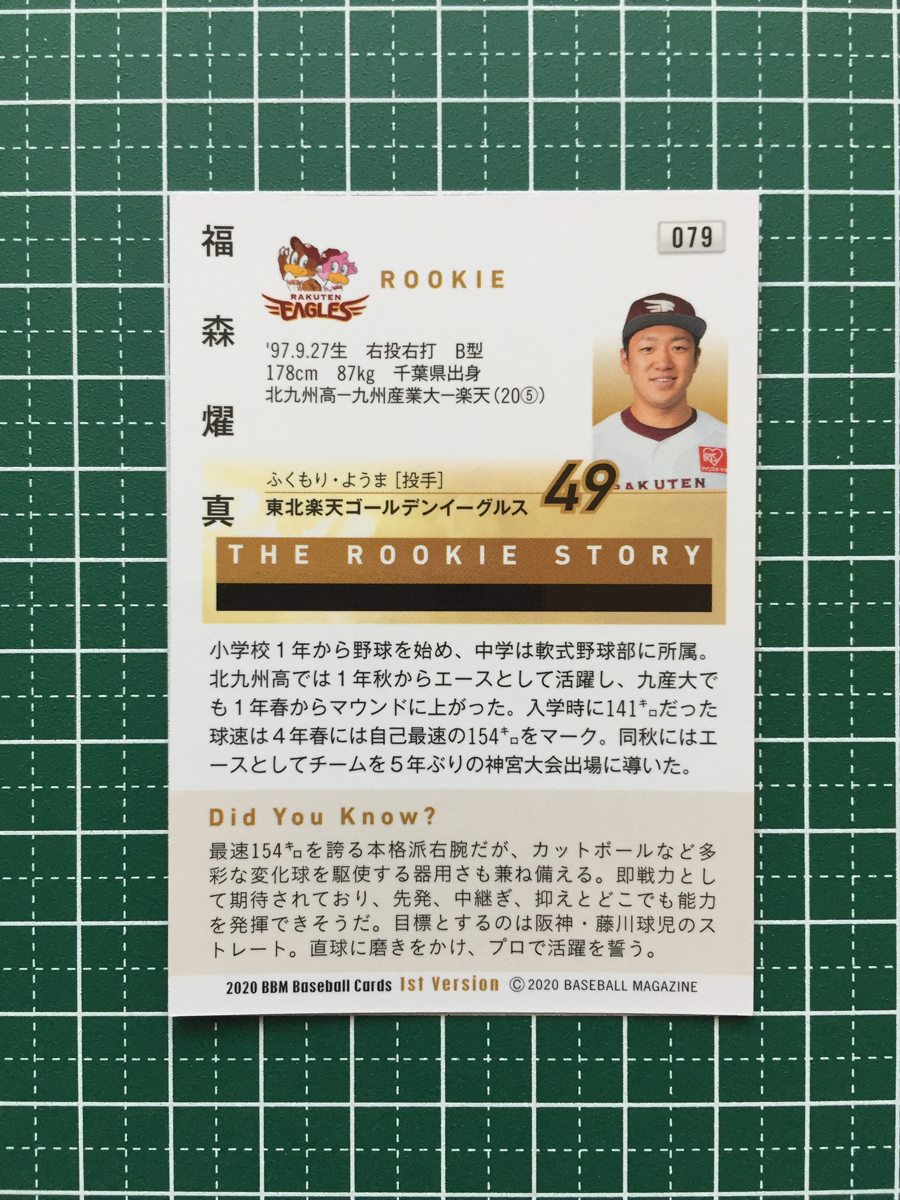 福森耀真
RAKUTEN
EAGLES
ROOKIE
079
'97.9.27生 右投右打 B型
178cm 87kg 千葉県出身
北九州高ー九州産業大ー楽天(20⑤)
IRIS
アイリスオーヤマ
RAKUTEN
ふくもり・ようま [投手]
東北楽天ゴールデンイーグルス
49
THE ROOKIE STORY
小学校1年から野球を始め、中学は軟式野球部に所属。
北九州高では1年秋からエースとして活躍し、九産大で
も1年春からマウンドに上がった。入学時に141㌔だった
球速は4年春には自己最速の154㌔をマーク。同秋にはエ
ースとしてチームを5年ぶりの神宮大会出場に導いた。
Did You Know?
最速154㌔を誇る本格派右腕だが、カットボールなど多
彩な変化球を駆使する器用さも兼ね備える。即戦力とし
て期待されており、先発、中継ぎ、抑えとどこでも能力
を発揮できそうだ。目標とするのは阪神・藤川球児のス
トレート。直球に磨きをかけ、プロで活躍を誓う。
2020 BBM Baseball Cards 1st Version ©2020 BASEBALL MAGAZINE